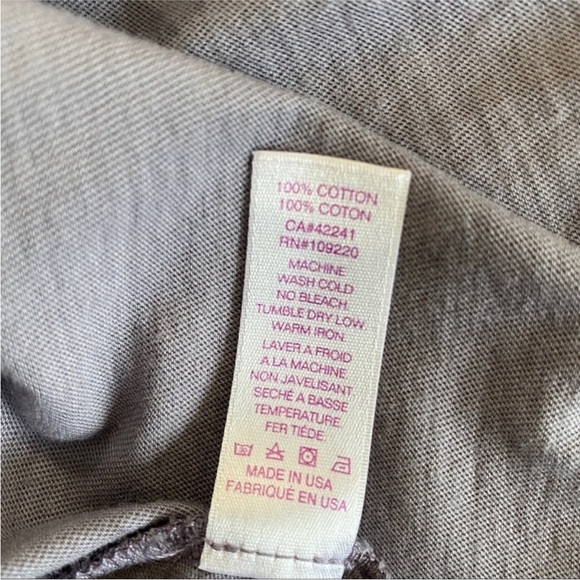 100% COTTON
100% COTON
CA#42241
RN#109220
MACHINE
WASH COLD
NO BLEACH.
TUMBLE DRY LOW.
WARM IRON.
LAVER A FROID
A LA MACHINE.
NON JAVELISANT.
SECHÉ A BASSE
TEMPERATURE.
FER TIÉDE.
MADE IN USA
FABRIQUÉ EN USA